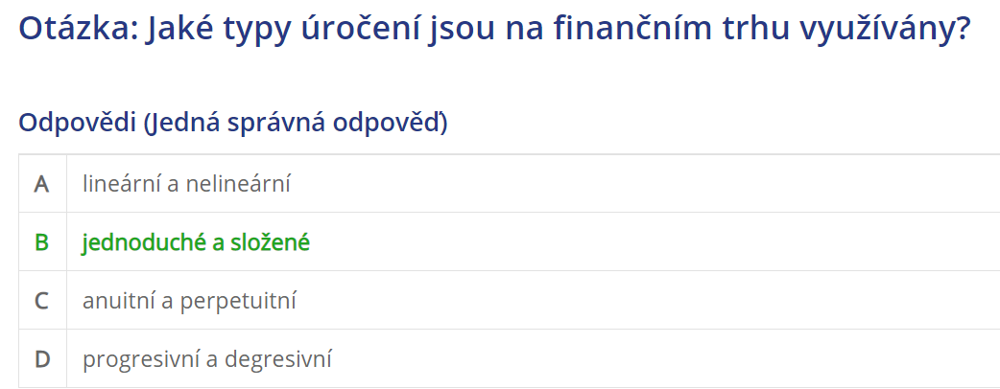 Otázka: Jaké typy úročení jsou na finančním trhu využívány?
Odpovědi (Jedná správná odpověď)
A lineární a nelineární
B jednoduché a složené
C anuitní a perpetuitní
D progresivní a degresivní